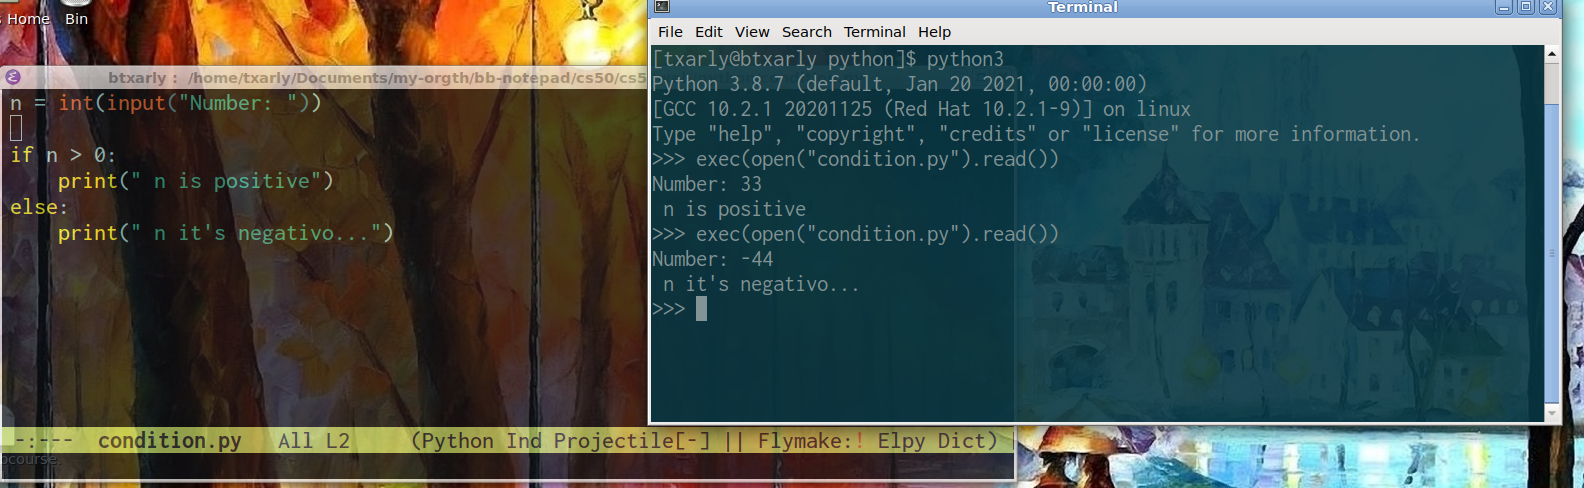 s Home
Bin
btxarly : /home/txarly/Documents/my-orgth/bb-notepad/cs50/cs5
n = int(input("Number: "))
if n > 0:
    print(" n is positive")
else:
    print(" n it's negativo...")
-:---  condition.py   All L2     (Python Ind Projectile[-] || Flymake:! Elpy Dict)
ocourse.
Terminal
File Edit View Search Terminal Help
[txarly@btxarly python]$ python3
Python 3.8.7 (default, Jan 20 2021, 00:00:00)
[GCC 10.2.1 20201125 (Red Hat 10.2.1-9)] on linux
Type "help", "copyright", "credits" or "license" for more information.
>>> exec(open("condition.py").read())
Number: 33
 n is positive
>>> exec(open("condition.py").read())
Number: -44
 n it's negativo...
>>>